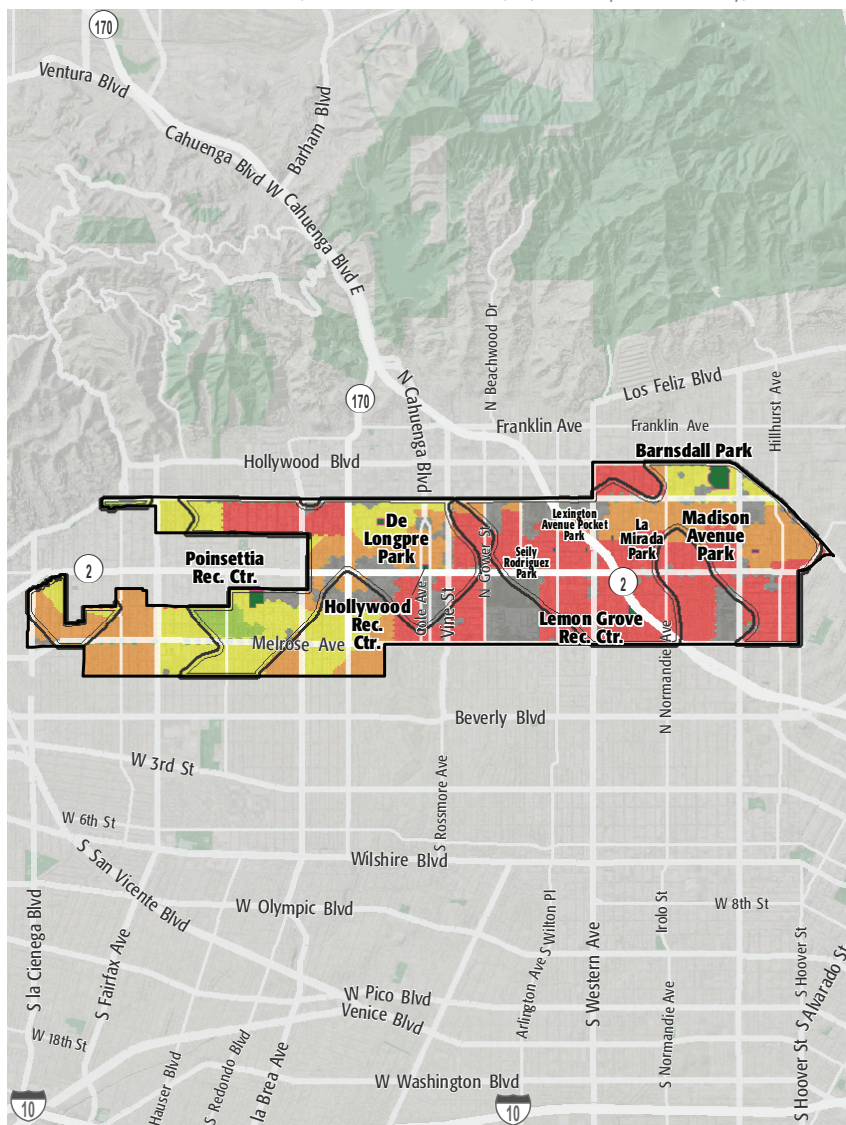 170
Ventura Blvd
Barham Blvd
Cahuenga Blvd W
Cahuenga Blvd E
N Beachwood Dr
Los Feliz Blvd
Hillhurst Ave
170
N Cahuenga Blvd
Franklin Ave
Franklin Ave
Hollywood Blvd
Barnsdall Park
De
Longpre
Park
Lexington
Avenue Pocket
Park
La
Mirada
Park
Madison
Avenue
Park
N Gower St
Seily
Rodriguez
Park
Poinsettia
Rec. Ctr.
2
2
Hollywood
Rec.
Ctr.
Cole Ave
Vine St
Lemon Grove
Rec. Ctr.
Melrose Ave
N Normandie Ave
Beverly Blvd
W 3rd St
S Rossmore Ave
W 6th St
Wilshire Blvd
S San Vicente Blvd
S la Cienega Blvd
W Olympic Blvd
S Fairfax Ave
S Wilton Pl
Arlington Ave
S Western Ave
Irolo St
W 8th St
S Hoover St
S Alvarado St
W Pico Blvd
Venice Blvd
W 18th St
Hauser Blvd
S Redondo Blvd
la Brea Ave
S Normandie Ave
S Hoover St
W Washington Blvd
10
10